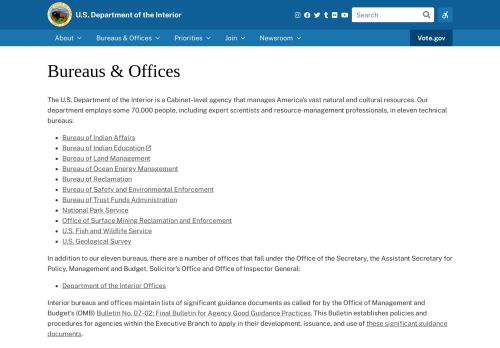 U.S. Department of the Interior
Search
About
Bureaus & Offices
Priorities
Join
Newsroom
Vote.gov
Bureaus & Offices
The U.S. Department of the Interior is a Cabinet-level agency that manages America's vast natural and cultural resources. Our
department employs some 70,000 people, including expert scientists and resource-management professionals, in eleven technical
bureaus:
Bureau of Indian Affairs
Bureau of Indian Education
Bureau of Land Management
Bureau of Ocean Energy Management
Bureau of Reclamation
Bureau of Safety and Environmental Enforcement
Bureau of Trust Funds Administration
National Park Service
Office of Surface Mining Reclamation and Enforcement
U.S. Fish and Wildlife Service
U.S. Geological Survey
In addition to our eleven bureaus, there are a number of offices that fall under the Office of the Secretary, the Assistant Secretary for
Policy, Management and Budget, Solicitor's Office and Office of Inspector General:
Department of the Interior Offices
Interior bureaus and offices maintain lists of significant guidance documents as called for by the Office of Management and
Budget's (OMB) Bulletin No. 07-02: Final Bulletin for Agency Good Guidance Practices. This Bulletin establishes policies and
procedures for agencies within the Executive Branch to apply in their development, issuance, and use of these significant guidance
documents.